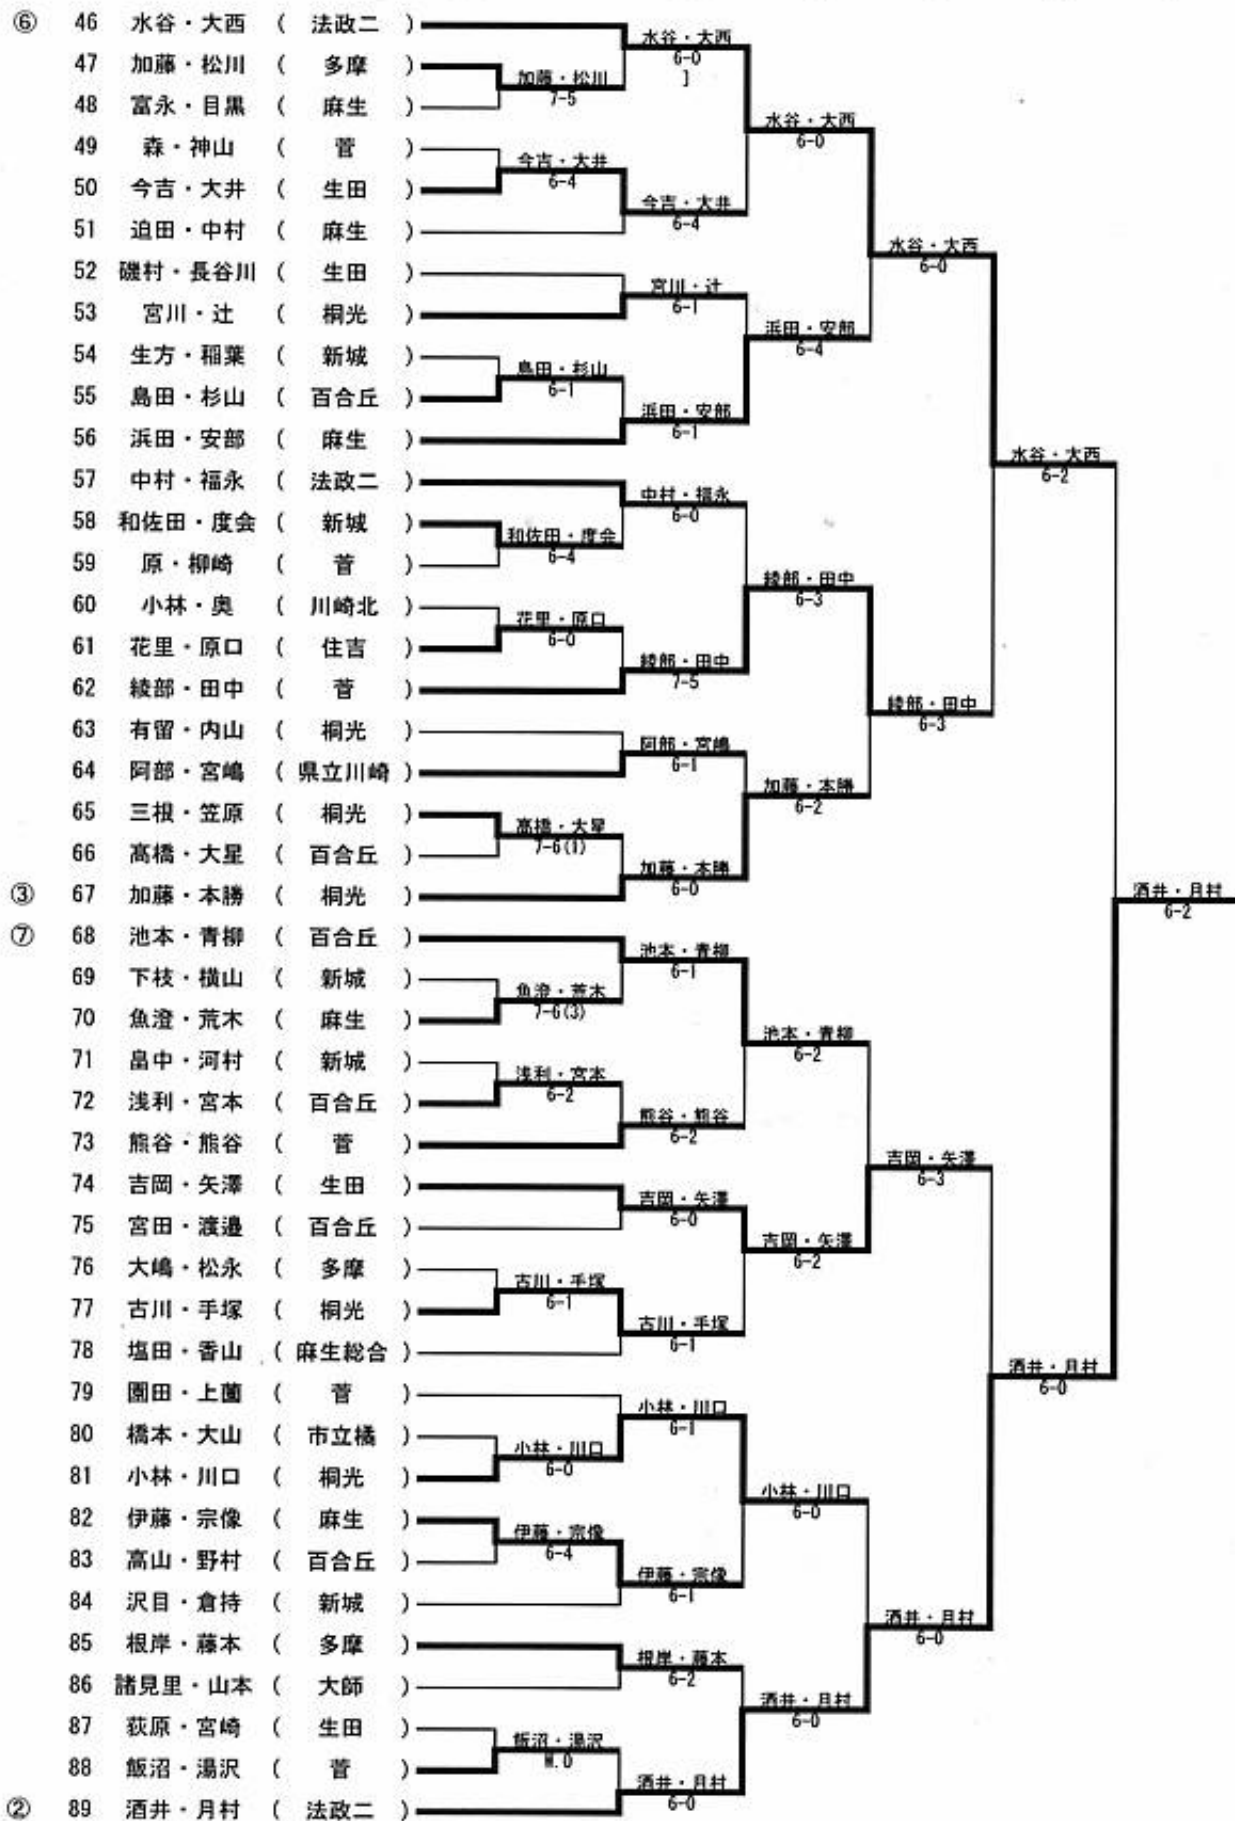 ⑥ 46 水谷・大西 ( 法政二 )
水谷・大西
47 加藤・松川 ( 多摩 )
6-0
加藤・松川
]
7-5
48 富永・目黒 ( 麻生 )
水谷・大西
6-0
49 森・神山 ( 菅 )
今吉・大井
6-4
50 今吉・大井 ( 生田 )
今吉・大井
6-4
51 迫田・中村 ( 麻生 )
水谷・大西
6-0
52 磯村・長谷川 ( 生田 )
宮川・辻
6-1
53 宮川・辻 ( 桐光 )
浜田・安部
6-4
54 生方・稲葉 ( 新城 )
島田・杉山
6-1
55 島田・杉山 ( 百合丘 )
浜田・安部
6-1
56 浜田・安部 ( 麻生 )
水谷・大西
6-2
57 中村・福永 ( 法政二 )
中村・福永
6-0
58 和佐田・度会 ( 新城 )
和佐田・度会
6-4
59 原・柳崎 ( 菅 )
綾部・田中
6-3
60 小林・奥 ( 川崎北 )
花里・原口
6-0
61 花里・原口 ( 住吉 )
綾部・田中
7-5
62 綾部・田中 ( 菅 )
綾部・田中
6-3
63 有留・内山 ( 桐光 )
阿部・宮嶋
6-1
64 阿部・宮嶋 ( 県立川崎 )
加藤・本勝
6-2
65 三根・笠原 ( 桐光 )
髙橋・大星
7-6(1)
66 髙橋・大星 ( 百合丘 )
加藤・本勝
6-0
③ 67 加藤・本勝 ( 桐光 )
酒井・月村
6-2
⑦ 68 池本・青柳 ( 百合丘 )
池本・青柳
6-1
69 下枝・横山 ( 新城 )
魚澄・荒木
7-6(3)
70 魚澄・荒木 ( 麻生 )
池本・青柳
6-2
71 畠中・河村 ( 新城 )
浅利・宮本
6-2
72 浅利・宮本 ( 百合丘 )
熊谷・熊谷
6-2
73 熊谷・熊谷 ( 菅 )
吉岡・矢澤
6-3
74 吉岡・矢澤 ( 生田 )
吉岡・矢澤
6-0
75 宮田・渡邉 ( 百合丘 )
吉岡・矢澤
6-2
76 大嶋・松永 ( 多摩 )
古川・手塚
6-1
77 古川・手塚 ( 桐光 )
古川・手塚
6-1
78 塩田・香山 ( 麻生総合 )
酒井・月村
6-0
79 園田・上薗 ( 菅 )
小林・川口
6-1
80 橋本・大山 ( 市立橘 )
小林・川口
6-0
81 小林・川口 ( 桐光 )
小林・川口
6-0
82 伊藤・宗像 ( 麻生 )
伊藤・宗像
6-4
83 高山・野村 ( 百合丘 )
伊藤・宗像
6-1
84 沢目・倉持 ( 新城 )
酒井・月村
6-0
85 根岸・藤本 ( 多摩 )
根岸・藤本
6-2
86 諸見里・山本 ( 大師 )
酒井・月村
6-0
87 荻原・宮崎 ( 生田 )
飯沼・湯沢
W.O
88 飯沼・湯沢 ( 菅 )
酒井・月村
6-0
② 89 酒井・月村 ( 法政二 )